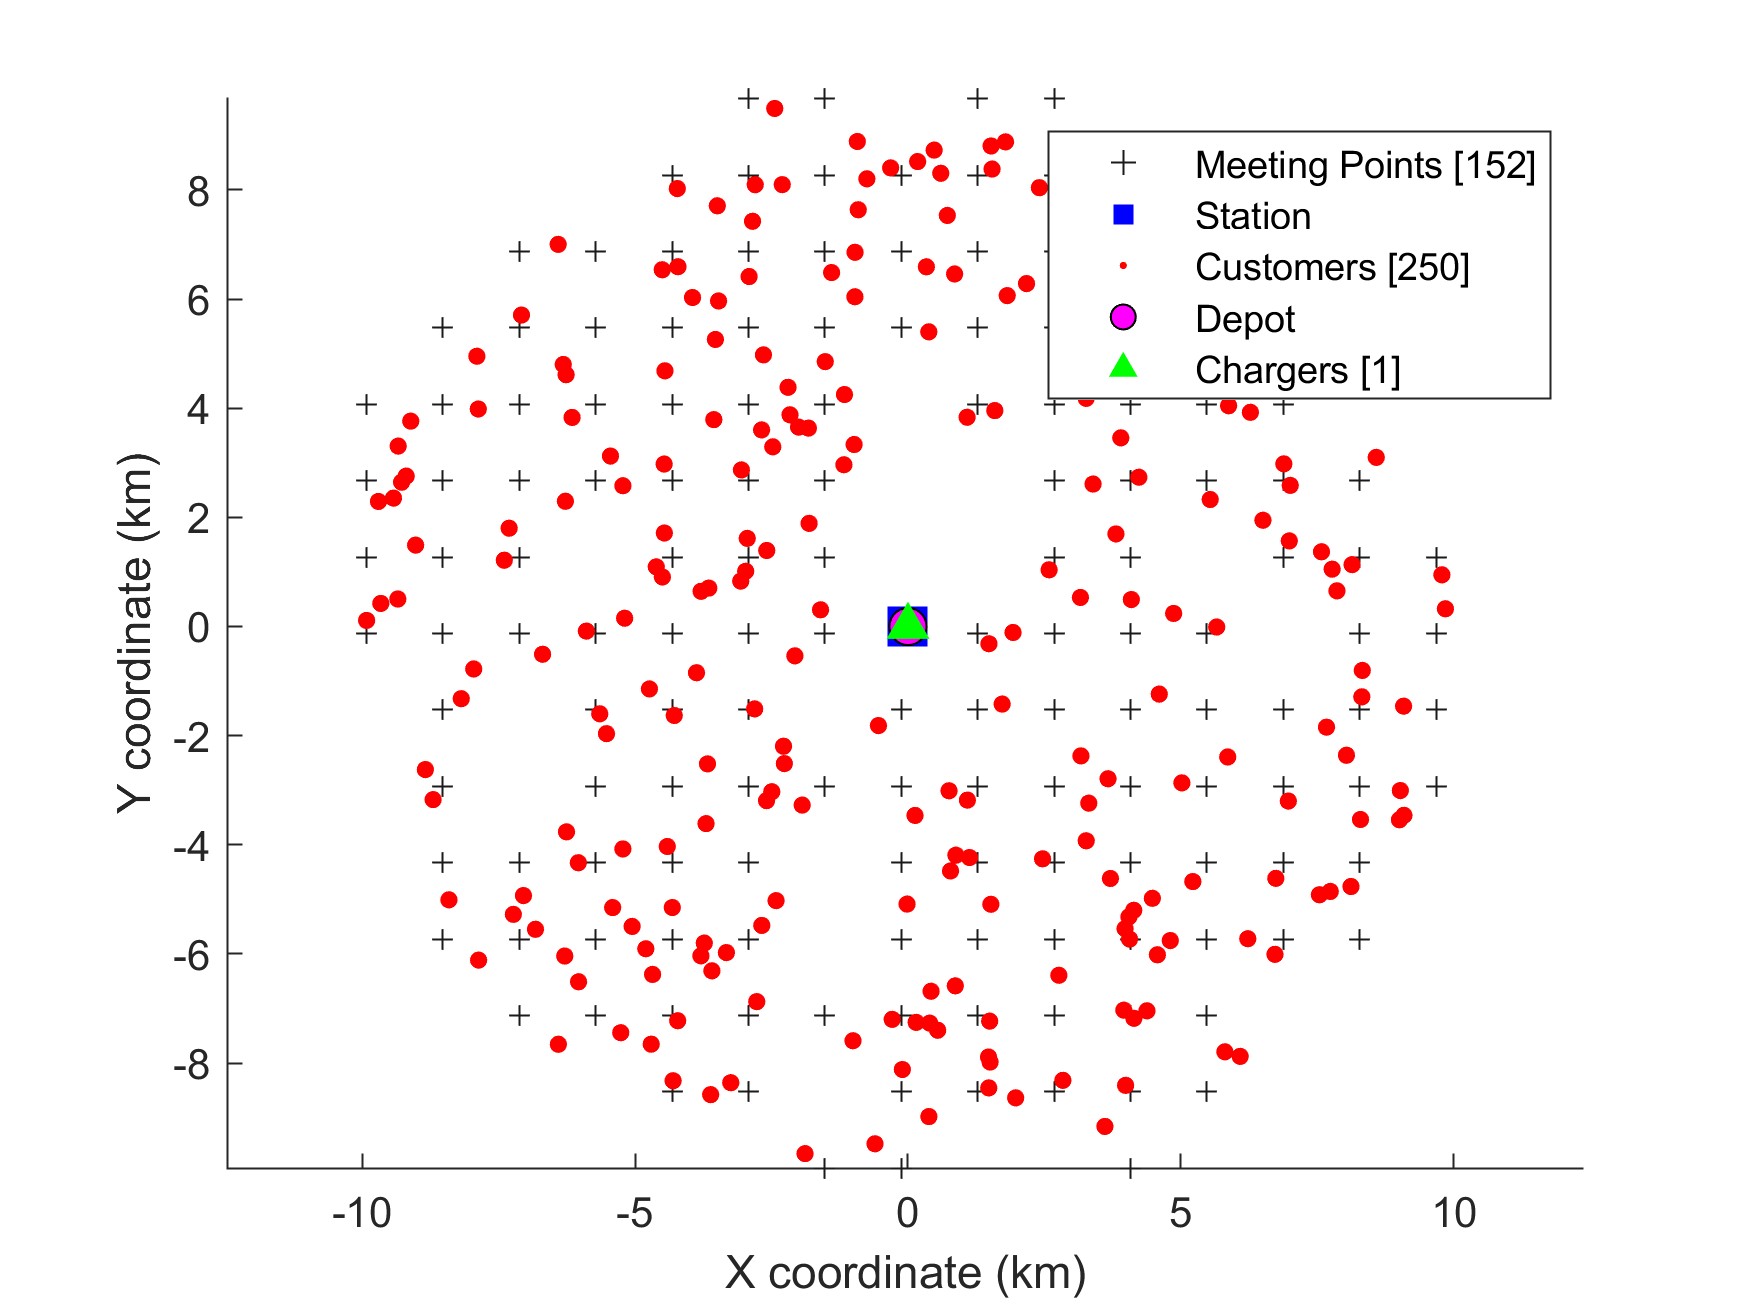 Meeting Points [152]
Station
Customers [250]
Depot
Chargers [1]
8
6
4
2
0
-2
-4
-6
-8
Y coordinate (km)
-10 -5 0 5 10
X coordinate (km)